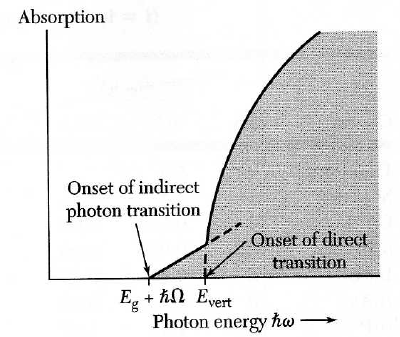 Absorption
Onset of indirect
photon transition
Onset of direct
transition
E_g + ħΩ E_vert
Photon energy ħω ⟶